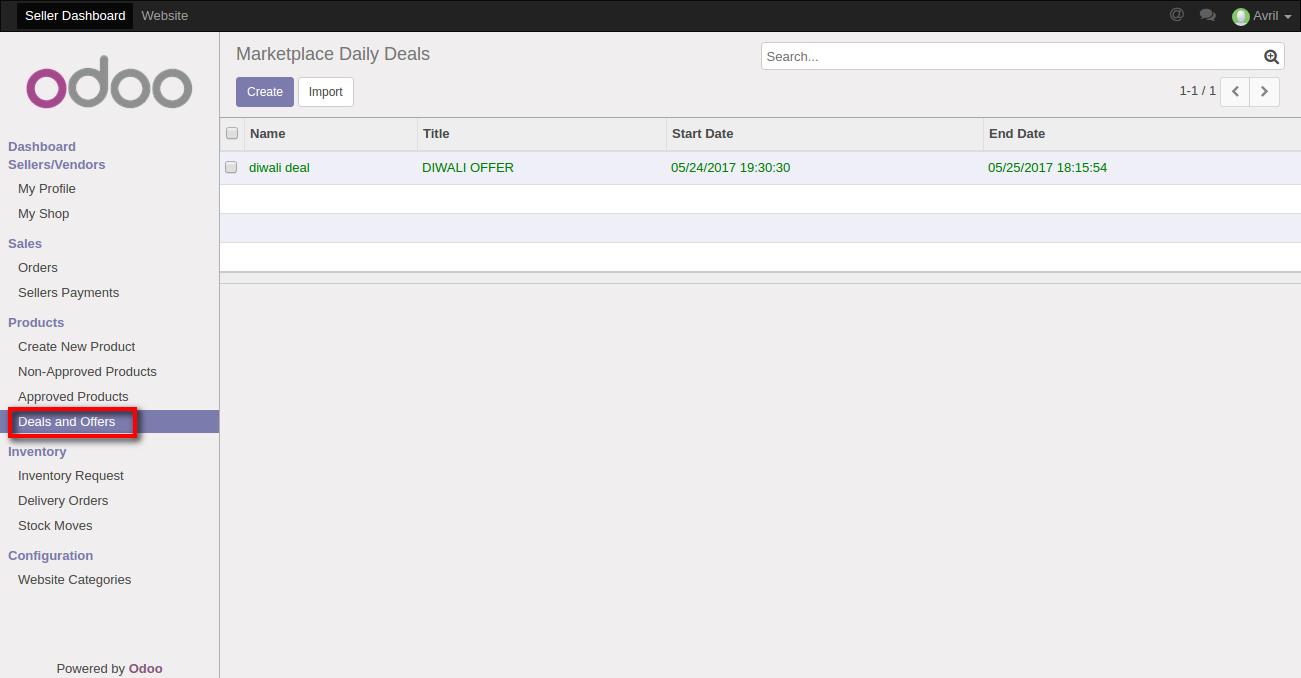 Seller Dashboard Website @ Avril
odoo
Marketplace Daily Deals
Search...
Create Import
1-1 / 1
Name Title Start Date End Date
diwali deal DIWALI OFFER 05/24/2017 19:30:30 05/25/2017 18:15:54
Dashboard
Sellers/Vendors
My Profile
My Shop
Sales
Orders
Sellers Payments
Products
Create New Product
Non-Approved Products
Approved Products
Deals and Offers
Inventory
Inventory Request
Delivery Orders
Stock Moves
Configuration
Website Categories
Powered by Odoo